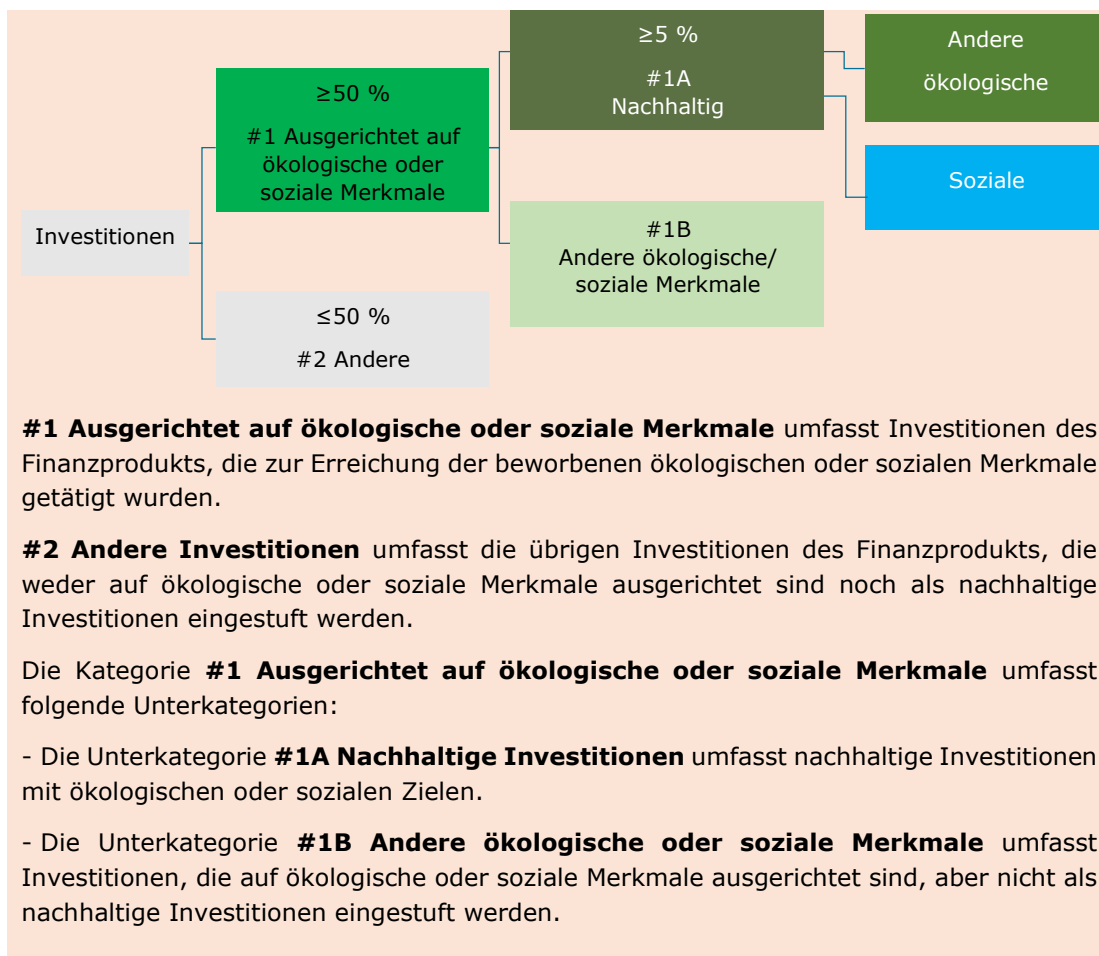 ≥5 %
#1A
Nachhaltig
Andere
ökologische
≥50 %
#1 Ausgerichtet auf
ökologische oder
soziale Merkmale
Soziale
Investitionen
#1B
Andere ökologische/
soziale Merkmale
≤50 %
#2 Andere
#1 Ausgerichtet auf ökologische oder soziale Merkmale umfasst Investitionen des
Finanzprodukts, die zur Erreichung der beworbenen ökologischen oder sozialen Merkmale
getätigt wurden.
#2 Andere Investitionen umfasst die übrigen Investitionen des Finanzprodukts, die
weder auf ökologische oder soziale Merkmale ausgerichtet sind noch als nachhaltige
Investitionen eingestuft werden.
Die Kategorie #1 Ausgerichtet auf ökologische oder soziale Merkmale umfasst
folgende Unterkategorien:
- Die Unterkategorie #1A Nachhaltige Investitionen umfasst nachhaltige Investitionen
mit ökologischen oder sozialen Zielen.
- Die Unterkategorie #1B Andere ökologische oder soziale Merkmale umfasst
Investitionen, die auf ökologische oder soziale Merkmale ausgerichtet sind, aber nicht als
nachhaltige Investitionen eingestuft werden.